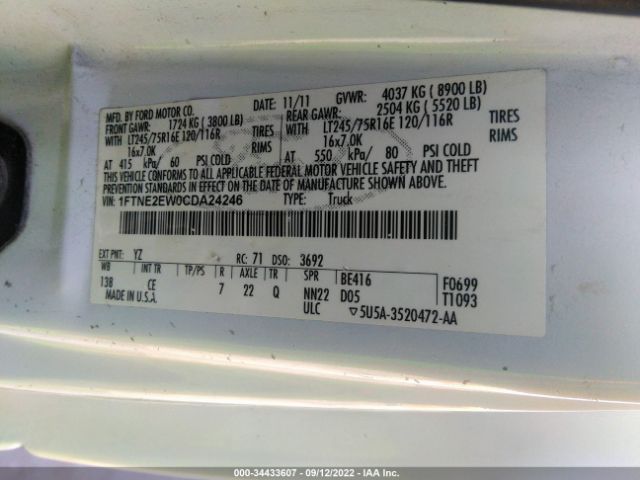 MFD. BY FORD MOTOR CO. DATE 11/11 GVWR: 4037 KG ( 8900 LB)
FRONT GAWR: 1724 KG ( 3800 LB) REAR GAWR: 2504 KG ( 5520 LB)
WITH LT245/75R16E 120/116R TIRES WITH LT245/75R16E 120/116R TIRES
16x7.0K RIMS 16x7.0K RIMS
AT 415 kPa/ 60 PSI COLD AT 550 kPa/ 80 PSI COLD
THIS VEHICLE CONFORMS TO ALL APPLICABLE FEDERAL MOTOR VEHICLE SAFETY AND THEFT
PREVENTION STANDARDS IN EFFECT ON THE DATE OF MANUFACTURE SHOWN ABOVE.
VIN: 1FTNE2EW0CDA24246 TYPE: Truck
EXT PNT: YZ RC: 71 DSO: 3692
WB INT TR TP/PS R AXLE TR SPR BE416 F0699
138 CE 7 22 Q NN22 D05 T1093
MADE IN U.S.A. ULC ▽5U5A-3520472-AA
000-34433607 - 09/12/2022 - IAA Inc.